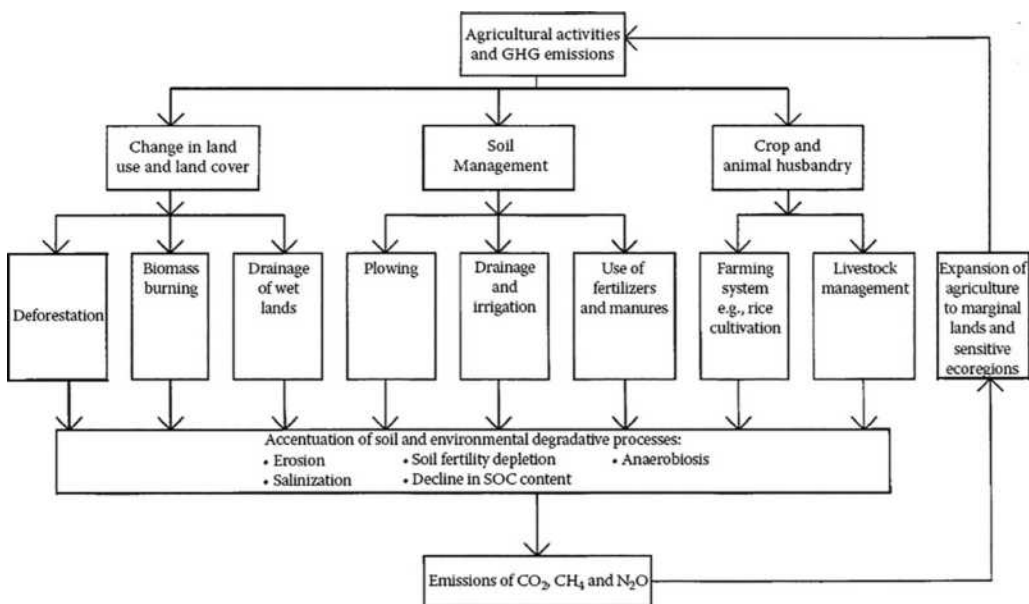 Agricultural activities
and GHG emissions
Change in land
use and land cover
Soil
Management
Crop and
animal husbandry
Deforestation
Biomass
burning
Drainage
of wet
lands
Plowing
Drainage
and
irrigation
Use of
fertilizers
and manures
Farming
system
e.g., rice
cultivation
Livestock
management
Expansion of
agriculture
to marginal
lands and
sensitive
ecoregions
Accentuation of soil and environmental degradative processes:
• Erosion • Soil fertility depletion • Anaerobiosis
• Salinization • Decline in SOC content
Emissions of CO₂, CH₄ and N₂O